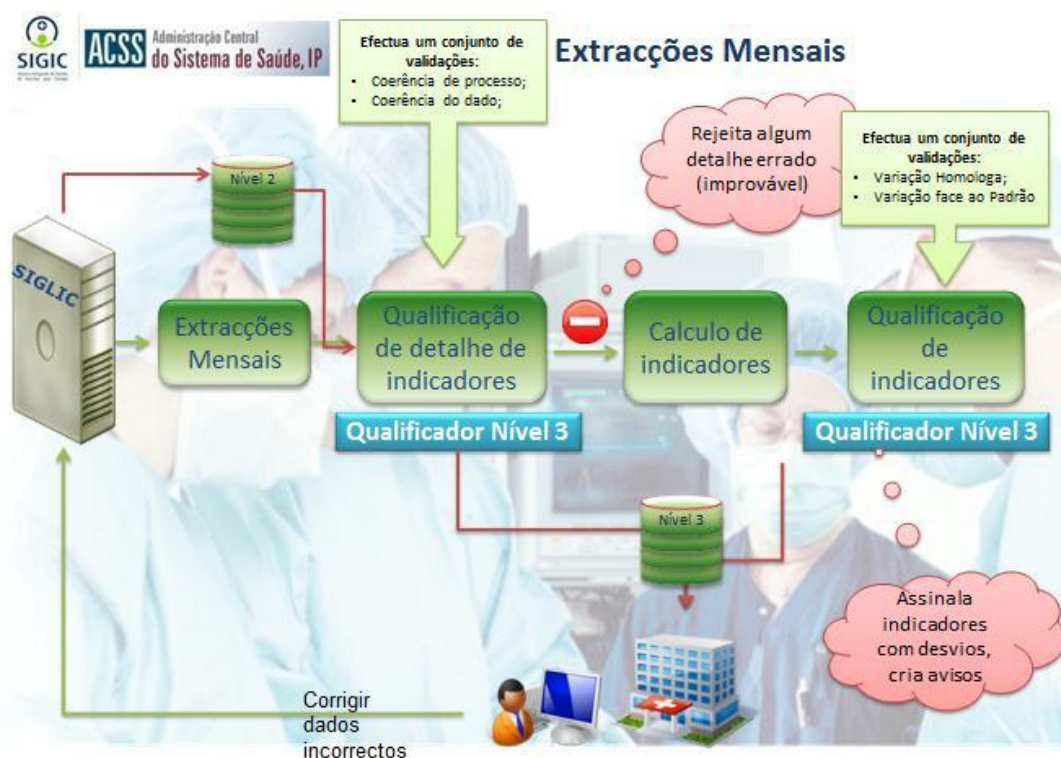 SIGIC
ACSS
Administração Central
do Sistema de Saúde, IP
Efectua um conjunto de
validações:
• Coerência de processo;
• Coerência do dado;
Extracções Mensais
Rejeita algum
detalhe errado
(improvável)
Efectua um conjunto de
validações:
• Variação Homologa;
• Variação face ao Padrão
Nível 2
SIGLIC
Extracções
Mensais
Qualificação
de detalhe de
indicadores
Calculo de
indicadores
Qualificação
de
indicadores
Qualificador Nível 3
Qualificador Nível 3
Nível 3
Assinala
indicadores
com desvios,
cria avisos
Corrigir
dados
incorrectos